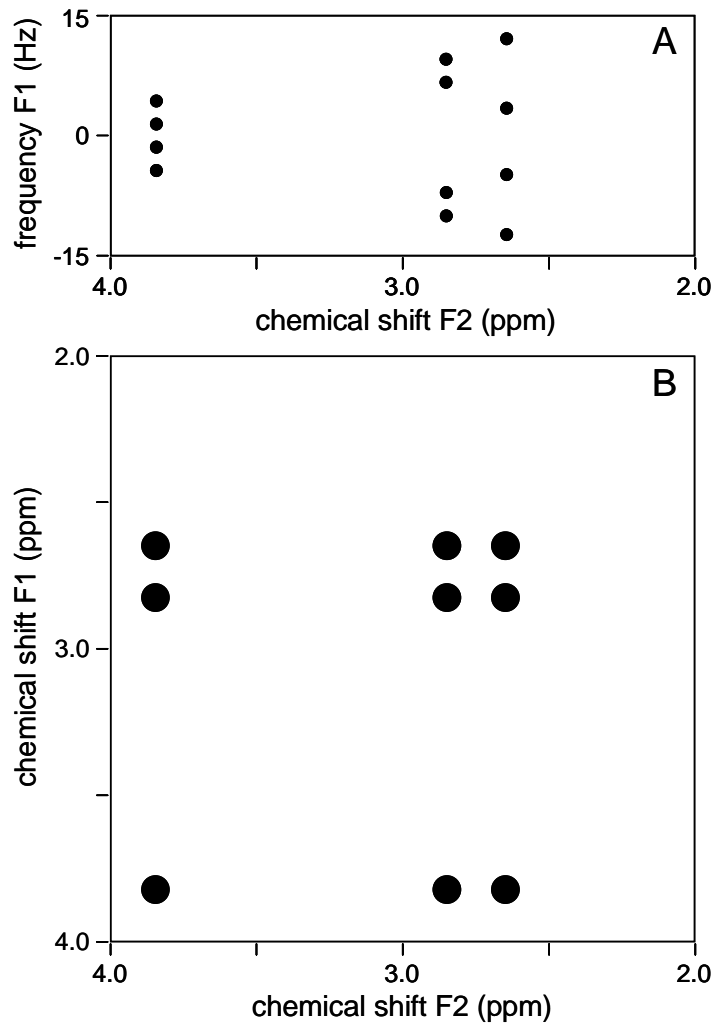 A
frequency F1 (Hz)
15
0
-15
4.0 3.0 2.0
chemical shift F2 (ppm)
B
chemical shift F1 (ppm)
2.0
3.0
4.0
4.0 3.0 2.0
chemical shift F2 (ppm)